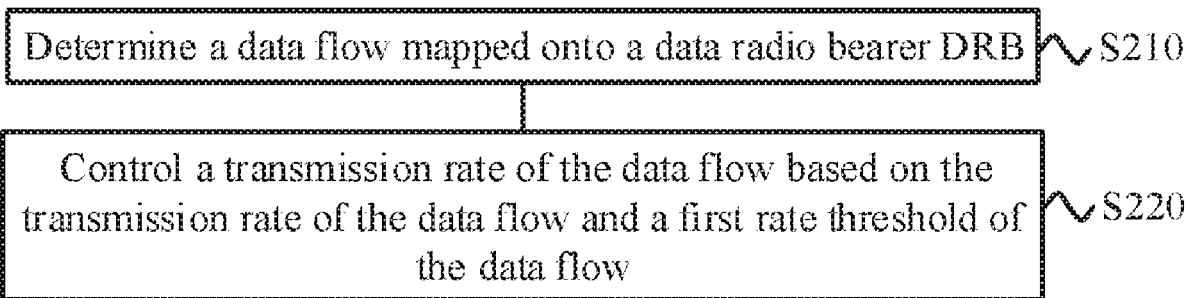 Determine a data flow mapped onto a data radio bearer DRB
S210
Control a transmission rate of the data flow based on the
transmission rate of the data flow and a first rate threshold of
the data flow
S220